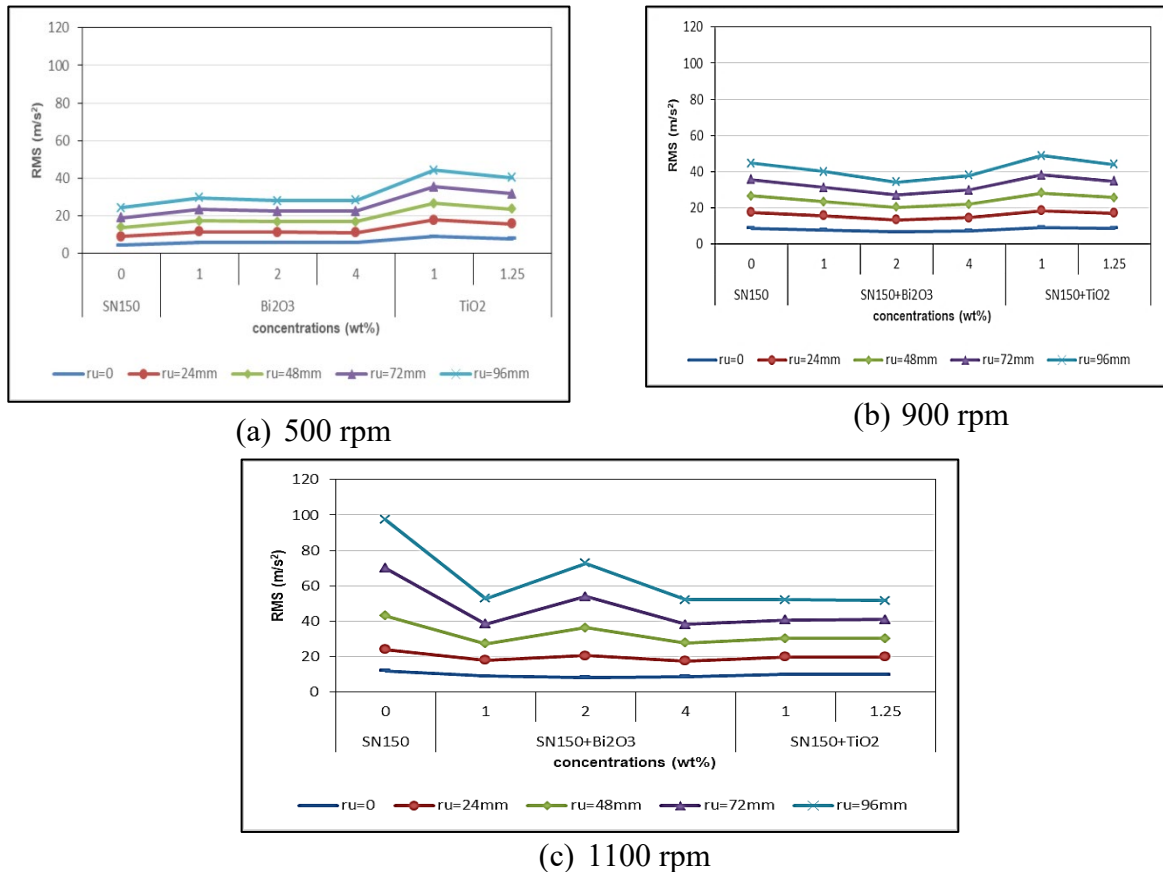 120
100
80
60
40
20
0
RMS (m/s²)
0 1 2 4 1 1.25
SN150 Bi2O3 TiO2
concentrations (wt%)
ru=0 ru=24mm ru=48mm ru=72mm ru=96mm
(a) 500 rpm
120
100
80
60
40
20
0
RMS (m/s²)
0 1 2 4 1 1.25
SN150 SN150+Bi2O3 SN150+TiO2
concentrations (wt%)
ru=0 ru=24mm ru=48mm ru=72mm ru=96mm
(b) 900 rpm
120
100
80
60
40
20
0
RMS (m/s²)
0 1 2 4 1 1.25
SN150 SN150+Bi2O3 SN150+TiO2
concentrations (wt%)
ru=0 ru=24mm ru=48mm ru=72mm ru=96mm
(c) 1100 rpm